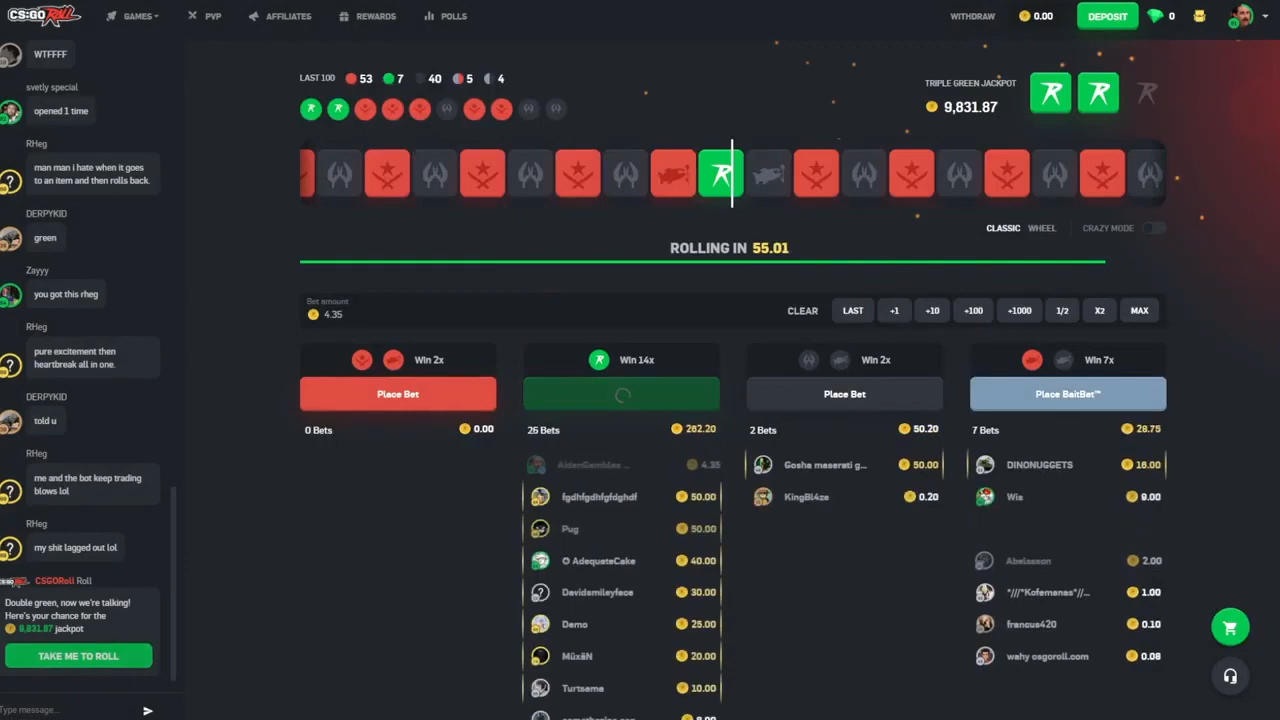 CS:GO ROLL
GAMES
PVP
AFFILIATES
REWARDS
POLLS
WITHDRAW
0.00
DEPOSIT
0
WTFFFF
svetly special
opened 1 time
RHeg
man man i hate when it goes
to an item and then rolls back.
DERPYKID
green
Zayyy
you got this rheg
RHeg
pure excitement then
heartbreak all in one.
DERPYKID
told u
RHeg
me and the bot keep trading
blows lol
RHeg
my shit lagged out lol
CSGORoll Roll
Double green, now we're talking!
Here's your chance for the
9,831.87 jackpot
TAKE ME TO ROLL
Type message...
LAST 100
53
7
40
5
4
TRIPLE GREEN JACKPOT
9,831.87
CLASSIC
WHEEL
CRAZY MODE
ROLLING IN 55.01
Bet amount
4.35
CLEAR
LAST
+1
+10
+100
+1000
1/2
X2
MAX
Win 2x
Place Bet
0 Bets
0.00
Win 14x
26 Bets
262.20
AidenGambles ...
4.35
fgdhfgdhfgfdghdf
50.00
Pug
50.00
AdequateCake
40.00
Davidsmileyface
30.00
Demo
25.00
MüxäN
20.00
Turtsama
10.00
Win 2x
Place Bet
2 Bets
50.20
Gosha maserati g...
50.00
KingBl4ze
0.20
Win 7x
Place BaitBet™
7 Bets
28.75
DINONUGGETS
16.00
Wis
9.00
Abelsson
2.00
*///*Kofemanas*//...
1.00
francus420
0.10
wahy csgoroll.com
0.08